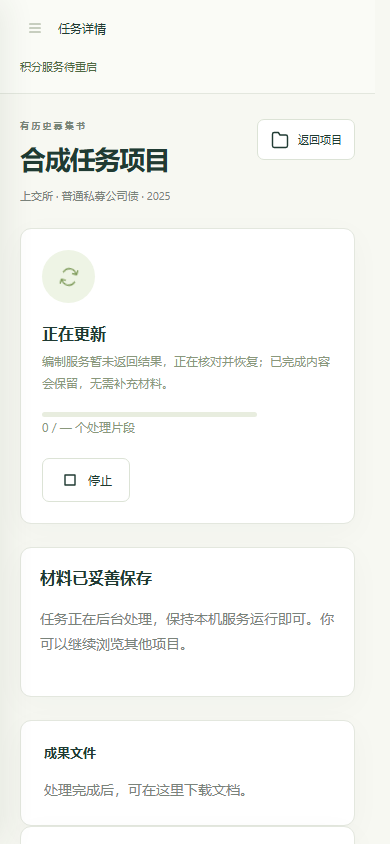 任务详情
积分服务待重启
有历史募集书
合成任务项目
返回项目
上交所 · 普通私募公司债 · 2025
正在更新
编制服务暂未返回结果，正在核对并恢复；已完成内容
会保留，无需补充材料。
0 / — 个处理片段
停止
材料已妥善保存
任务正在后台处理，保持本机服务运行即可。你
可以继续浏览其他项目。
成果文件
处理完成后，可在这里下载文档。